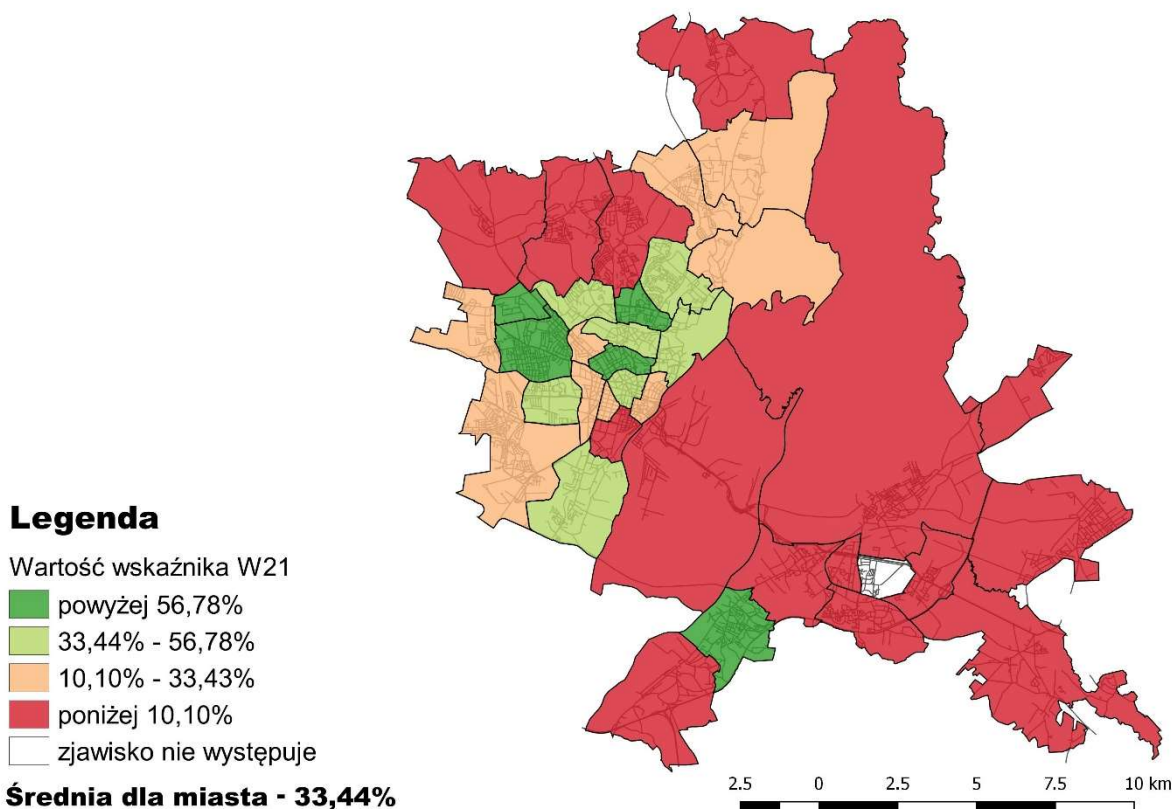 Legenda
Wartość wskaźnika W21
powyżej 56,78%
33,44% - 56,78%
10,10% - 33,43%
poniżej 10,10%
zjawisko nie występuje
Średnia dla miasta - 33,44%
2.5 0 2.5 5 7.5 10 km